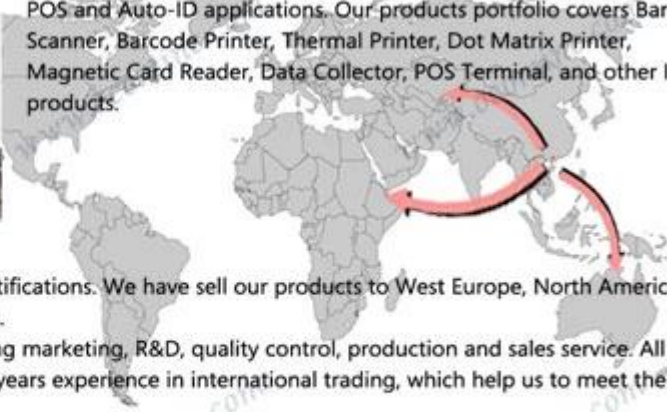 POS and Auto-ID applications. Our products portfolio covers Bar
Scanner, Barcode Printer, Thermal Printer, Dot Matrix Printer,
Magnetic Card Reader, Data Collector, POS Terminal, and other
products.
tifications. We have sell our products to West Europe, North Americ
.
ng marketing, R&D, quality control, production and sales service. All
years experience in international trading, which help us to meet the